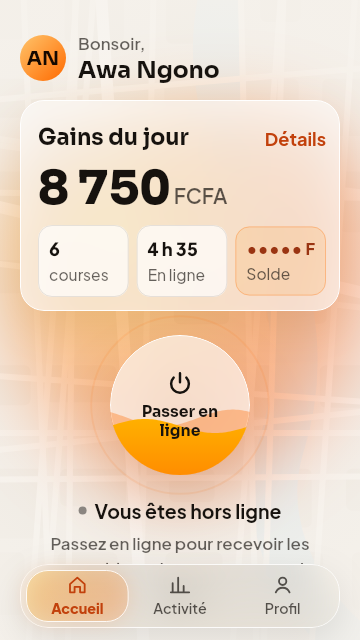 AN
Bonsoir,
Awa Ngono
Gains du jour
Détails
8 750 FCFA
6
courses
4 h 35
En ligne
●●●●● F
Solde
Passer en
ligne
Vous êtes hors ligne
Passez en ligne pour recevoir les
Accueil
Activité
Profil